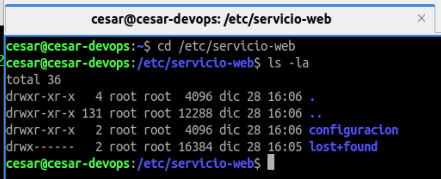 cesar@cesar-devops: /etc/servicio-web
cesar@cesar-devops:~$ cd /etc/servicio-web
cesar@cesar-devops:/etc/servicio-web$ ls -la
total 36
drwxr-xr-x   4 root root  4096 dic 28 16:06 .
drwxr-xr-x 131 root root 12288 dic 28 16:06 ..
drwxr-xr-x   2 root root  4096 dic 28 16:06 configuracion
drwx------   2 root root 16384 dic 28 16:05 lost+found
cesar@cesar-devops:/etc/servicio-web$